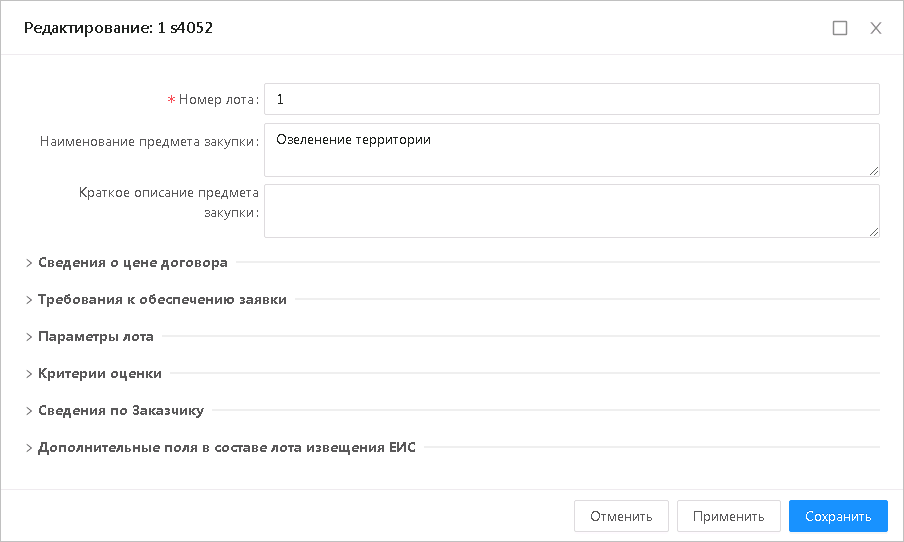 Редактирование: 1 s4052
* Номер лота: 1
Наименование предмета закупки: Озеленение территории
Краткое описание предмета
закупки:
Сведения о цене договора
Требования к обеспечению заявки
Параметры лота
Критерии оценки
Сведения по Заказчику
Дополнительные поля в составе лота извещения ЕИС
Отменить Применить Сохранить